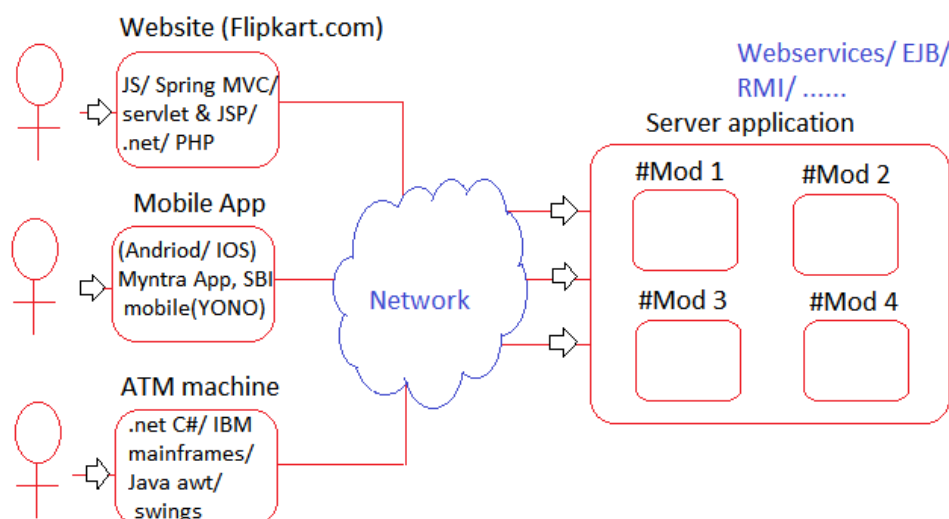 Website (Flipkart.com)
JS/ Spring MVC/
servlet & JSP/
.net/ PHP
Mobile App
(Andriod/ IOS)
Myntra App, SBI
mobile(YONO)
ATM machine
.net C#/ IBM
mainframes/
Java awt/
swings
Network
Webservices/ EJB/
RMI/ ......
Server application
#Mod 1
#Mod 2
#Mod 3
#Mod 4